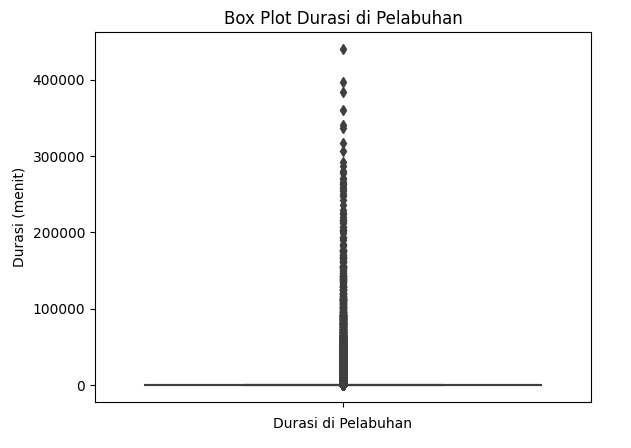 Box Plot Durasi di Pelabuhan
400000
300000
200000
100000
0
Durasi (menit)
Durasi di Pelabuhan